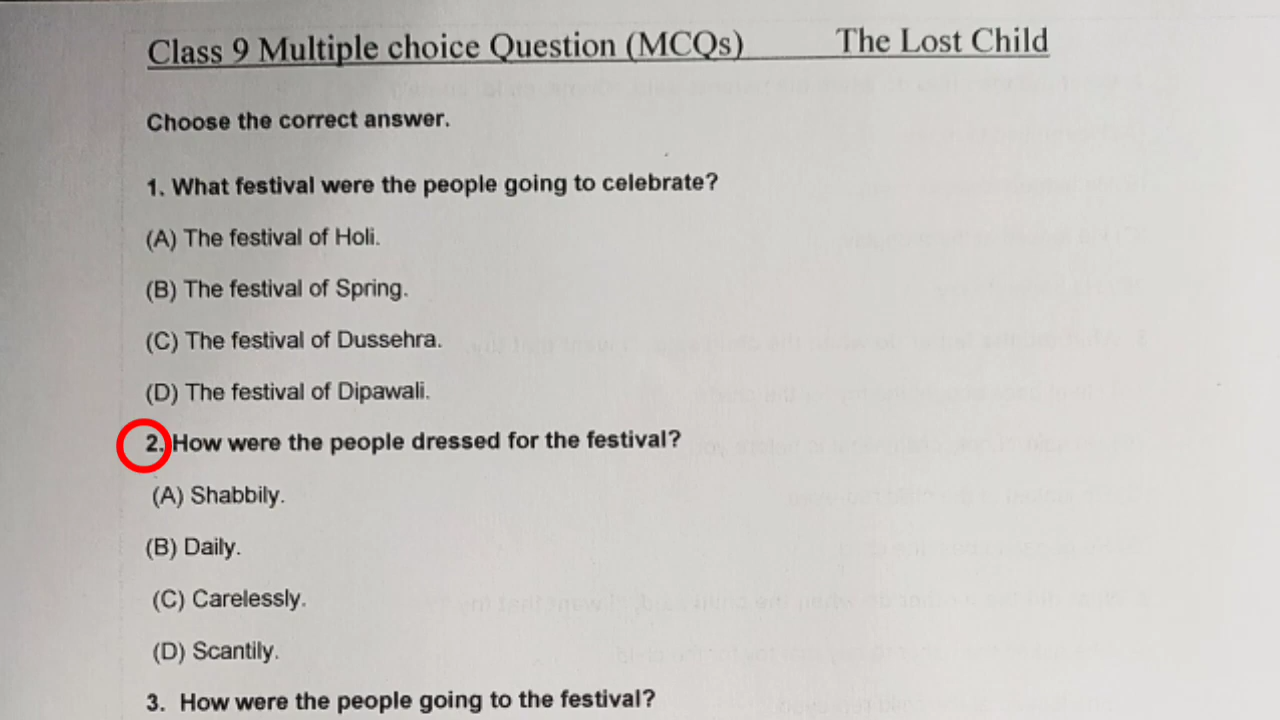 Class 9 Multiple choice Question (MCQs) The Lost Child
Choose the correct answer.
1. What festival were the people going to celebrate?
(A) The festival of Holi.
(B) The festival of Spring.
(C) The festival of Dussehra.
(D) The festival of Dipawali.
2. How were the people dressed for the festival?
(A) Shabbily.
(B) Daily.
(C) Carelessly.
(D) Scantily.
3. How were the people going to the festival?